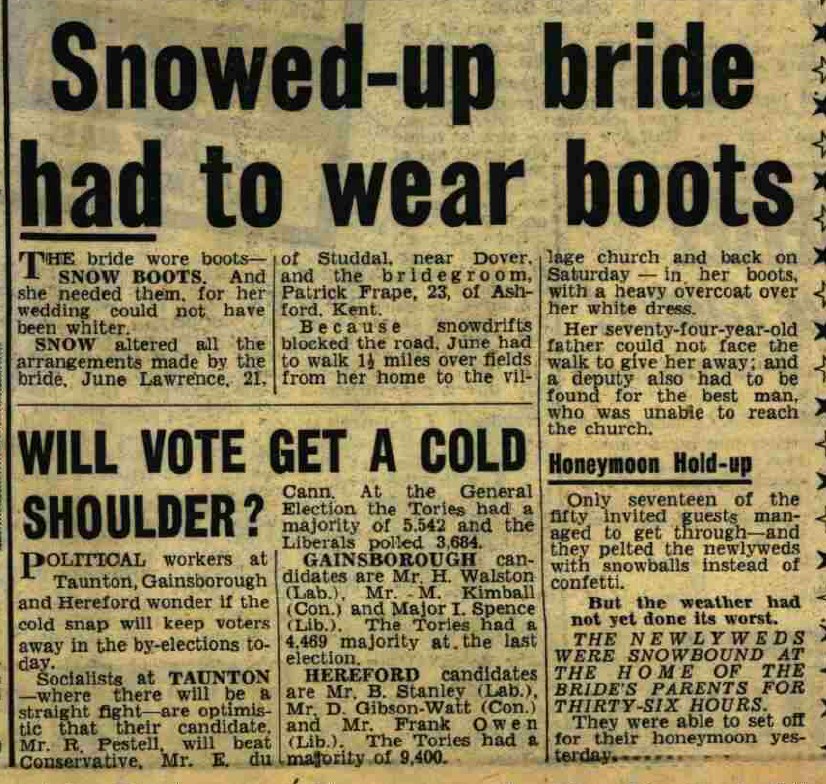 Snowed-up bride
had to wear boots
THE bride wore boots—
SNOW BOOTS. And
she needed them, for her
wedding could not have
been whiter.
SNOW altered all the
arrangements made by the
bride, June Lawrence, 21,
of Studdal, near Dover,
and the bridegroom,
Patrick Frape, 23, of Ash-
ford, Kent.
Because snowdrifts
blocked the road, June had
to walk 1½ miles over fields
from her home to the vil-
lage church and back on
Saturday — in her boots,
with a heavy overcoat over
her white dress.
Her seventy-four-year-old
father could not face the
walk to give her away; and
a deputy also had to be
found for the best man,
who was unable to reach
the church.
Honeymoon Hold-up
Only seventeen of the
fifty invited guests man-
aged to get through—and
they pelted the newlyweds
with snowballs instead of
confetti.
But the weather had
not yet done its worst.
THE NEWLYWEDS
WERE SNOWBOUND AT
THE HOME OF THE
BRIDE'S PARENTS FOR
THIRTY-SIX HOURS.
They were able to set off
for their honeymoon yes-
terday.
WILL VOTE GET A COLD
SHOULDER?
POLITICAL workers at
Taunton, Gainsborough
and Hereford wonder if the
cold snap will keep voters
away in the by-elections to-
day.
Socialists at TAUNTON
—where there will be a
straight fight—are optimis-
tic that their candidate,
Mr. R. Pestell, will beat
Conservative, Mr. E. du
Cann. At the General
Election the Tories had a
majority of 5,542 and the
Liberals polled 3,684.
GAINSBOROUGH can-
didates are Mr. H. Walston
(Lab.), Mr. M. Kimball
(Con.) and Major I. Spence
(Lib.). The Tories had a
4,469 majority at the last
election.
HEREFORD candidates
are Mr. B. Stanley (Lab.),
Mr. D. Gibson-Watt (Con.)
and Mr. Frank Owen
(Lib.). The Tories had a
majority of 9,400.